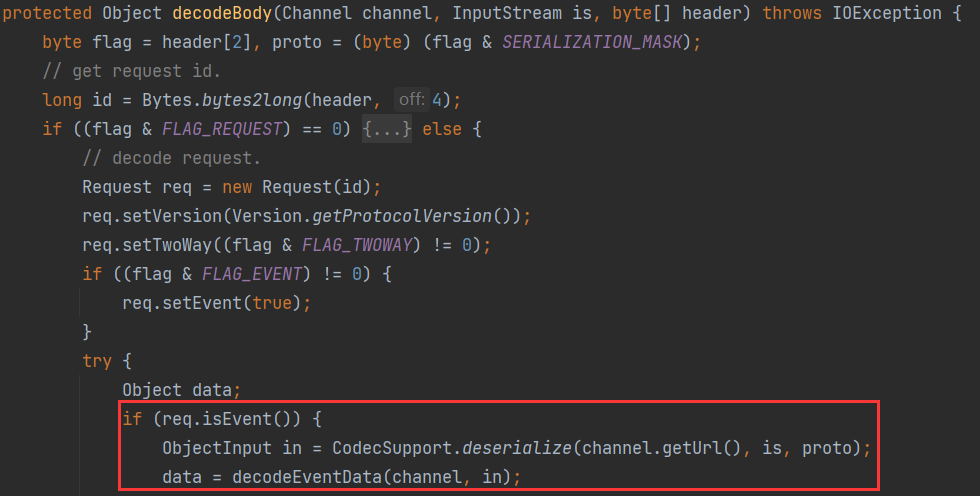 protected Object decodeBody(Channel channel, InputStream is, byte[] header) throws IOException {
byte flag = header[2], proto = (byte) (flag & SERIALIZATION_MASK);
// get request id.
long id = Bytes.bytes2long(header, off: 4);
if ((flag & FLAG_REQUEST) == 0) {...} else {
// decode request.
Request req = new Request(id);
req.setVersion(Version.getProtocolVersion());
req.setTwoWay((flag & FLAG_TWOWAY) != 0);
if ((flag & FLAG_EVENT) != 0) {
req.setEvent(true);
}
try {
Object data;
if (req.isEvent()) {
ObjectInput in = CodecSupport.deserialize(channel.getUrl(), is, proto);
data = decodeEventData(channel, in);